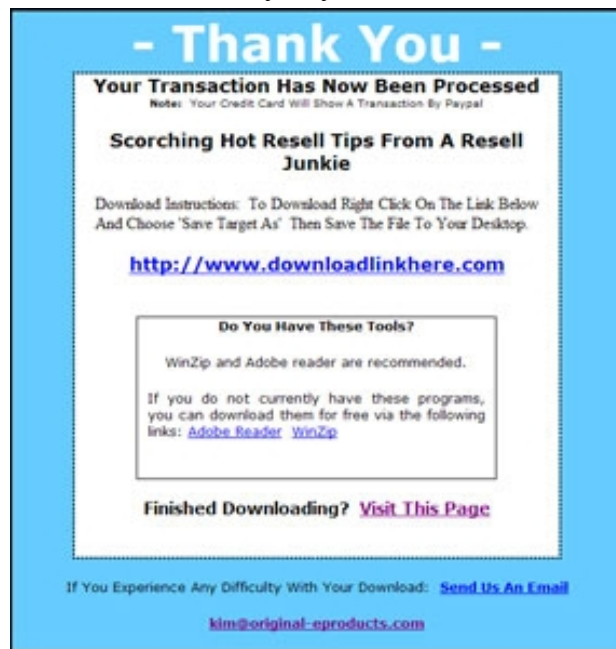 - Thank You -
Your Transaction Has Now Been Processed
Note: Your Credit Card Will Show A Transaction By Paypal
Scorching Hot Resell Tips From A Resell
Junkie
Download Instructions: To Download Right Click On The Link Below
And Choose 'Save Target As' Then Save The File To Your Desktop.
http://www.downloadlinkhere.com
Do You Have These Tools?
WinZip and Adobe reader are recommended.
If you do not currently have these programs,
you can download them for free via the following
links: Adobe Reader WinZip
Finished Downloading? Visit This Page
If You Experience Any Difficulty With Your Download: Send Us An Email
kim@original-eproducts.com